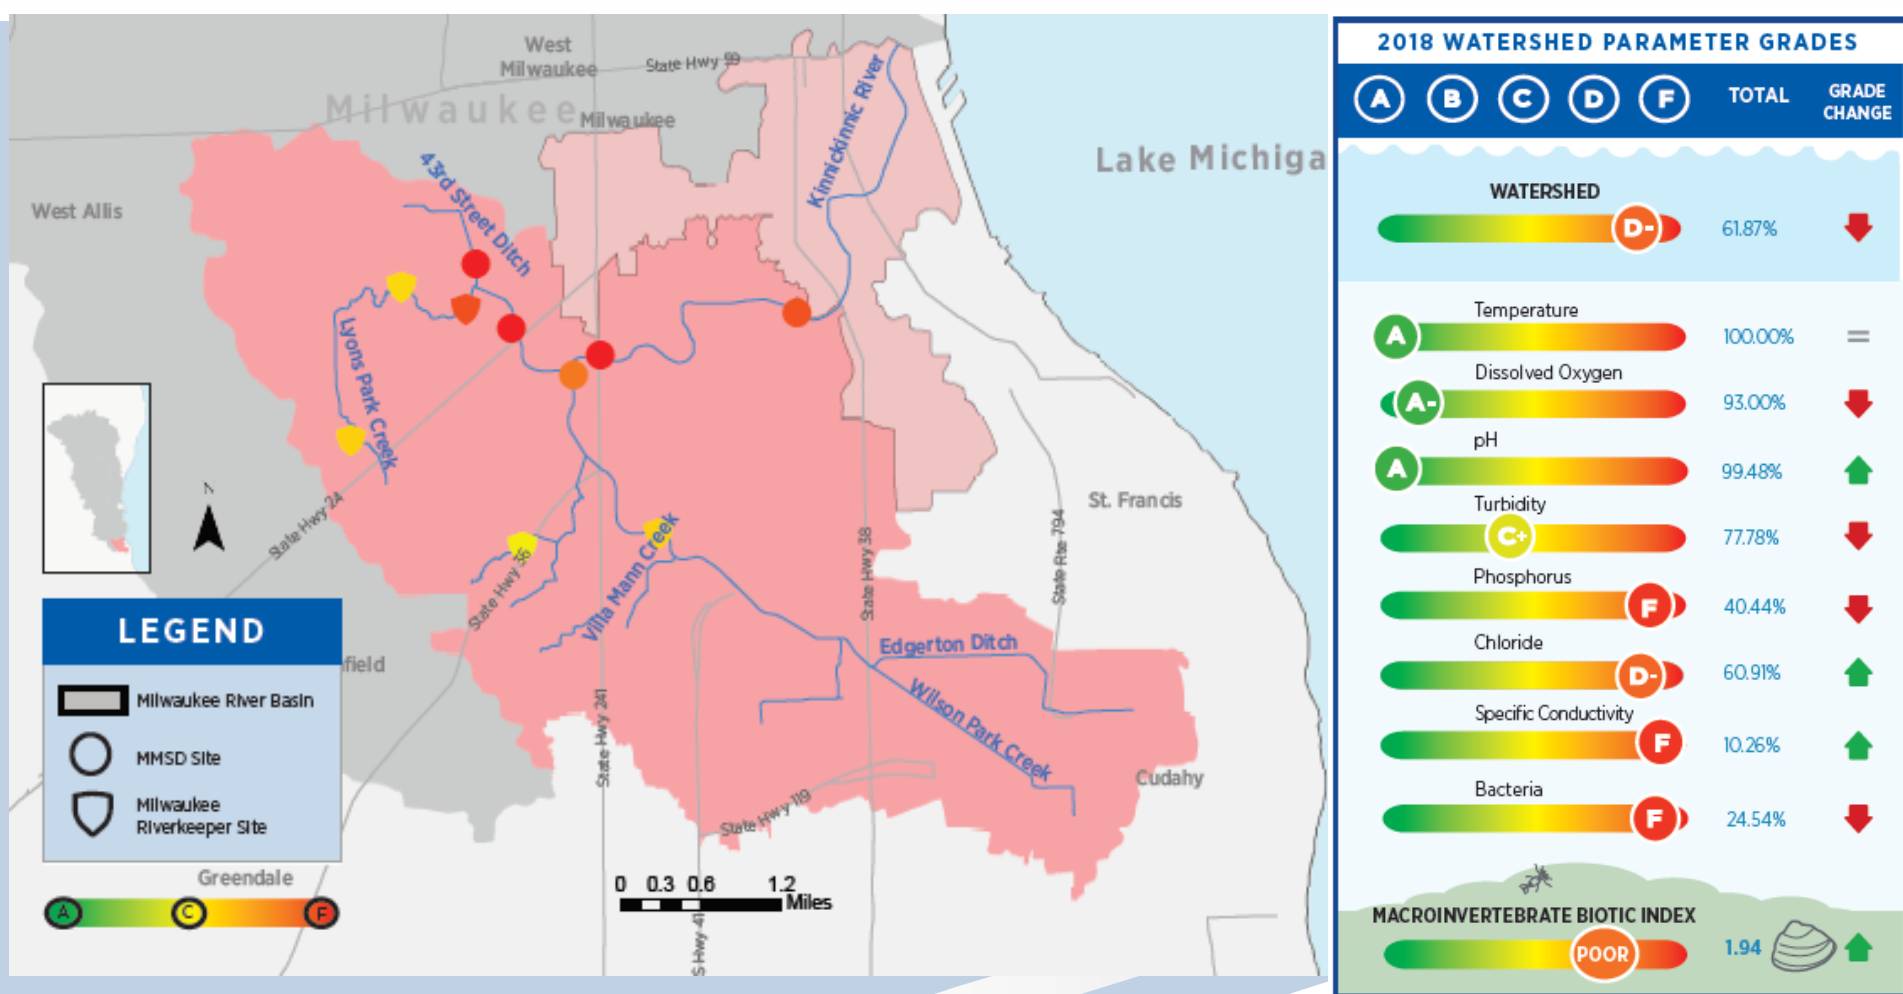 West
Milwaukee
State Hwy 59
Milwaukee
Milwaukee
Kinnickinnic River
Lake Michiga
43rd Street Ditch
West Allis
Lyons Park Creek
State Hwy 24
N
State Hwy 36
Villa Mann Creek
State Hwy 38
State Rte 794
St. Francis
Edgerton Ditch
Wilson Park Creek
State Hwy 241
State Hwy 119
Cudahy
S Hwy 41
field
LEGEND
Milwaukee River Basin
MMSD Site
Milwaukee
Riverkeeper Site
Greendale
A C F
0 0.3 0.6 1.2
Miles
2018 WATERSHED PARAMETER GRADES
A B C D F TOTAL GRADE
CHANGE
WATERSHED
D- 61.87%
Temperature
A 100.00% =
Dissolved Oxygen
A- 93.00%
pH
A 99.48%
Turbidity
C+ 77.78%
Phosphorus
F 40.44%
Chloride
D- 60.91%
Specific Conductivity
F 10.26%
Bacteria
F 24.54%
MACROINVERTEBRATE BIOTIC INDEX
POOR 1.94